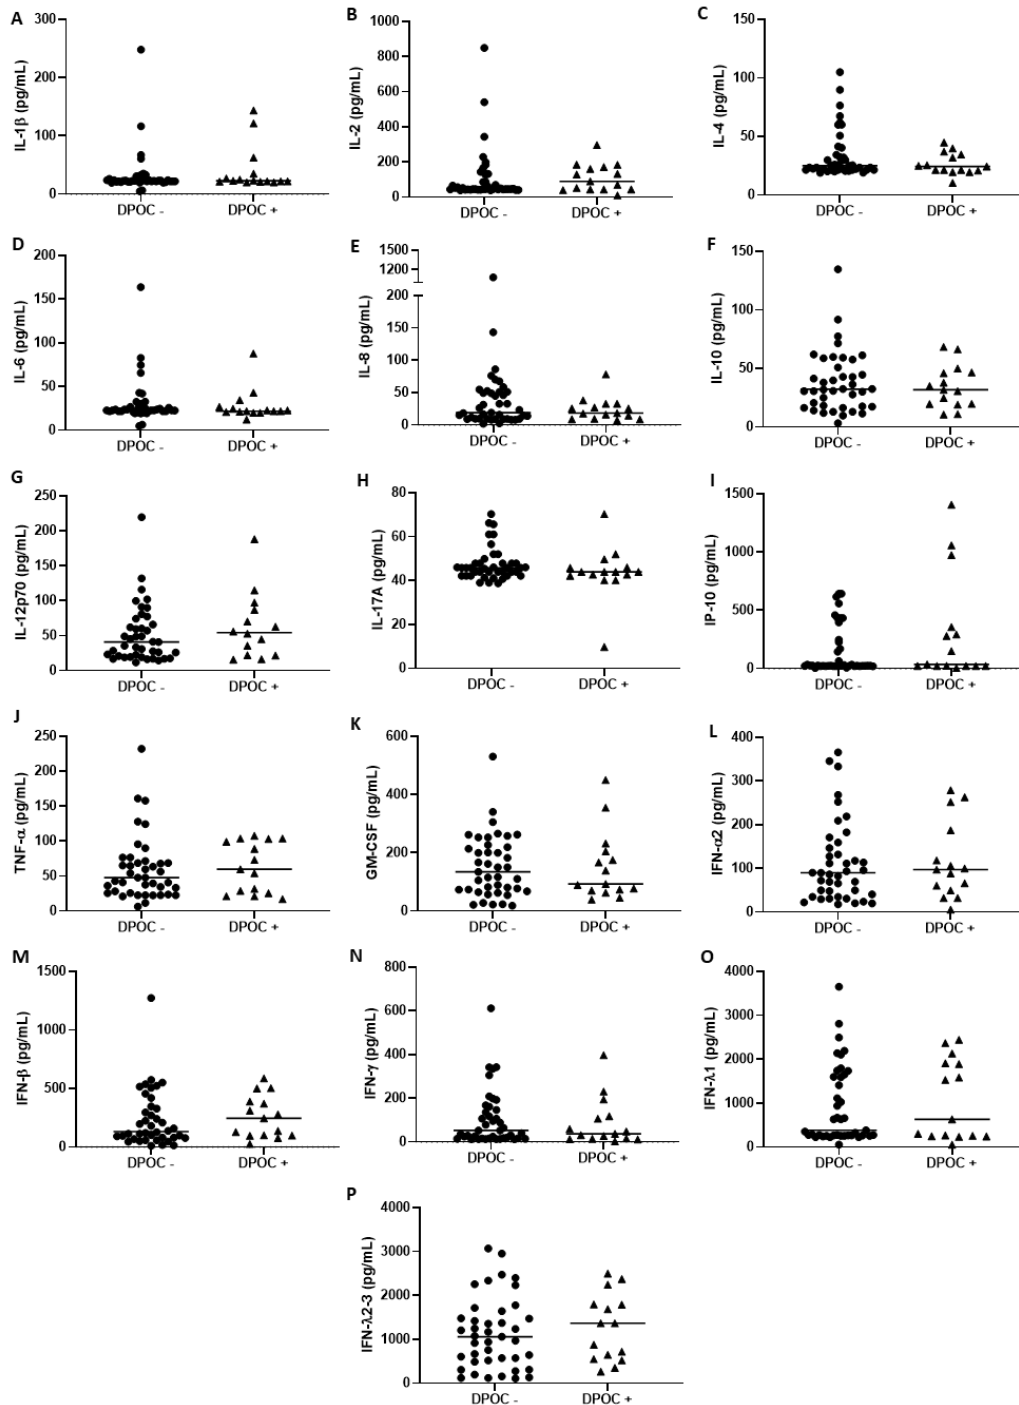 A
IL-1β (pg/mL)
300
200
100
0
DPOC -
DPOC +
B
IL-2 (pg/mL)
1000
800
600
400
200
0
DPOC -
DPOC +
C
IL-4 (pg/mL)
150
100
50
0
DPOC -
DPOC +
D
IL-6 (pg/mL)
200
150
100
50
0
DPOC -
DPOC +
E
IL-8 (pg/mL)
1500
1200
200
150
100
50
0
DPOC -
DPOC +
F
IL-10 (pg/mL)
150
100
50
0
DPOC -
DPOC +
G
IL-12p70 (pg/mL)
250
200
150
100
50
0
DPOC -
DPOC +
H
IL-17A (pg/mL)
80
60
40
20
0
DPOC -
DPOC +
I
IP-10 (pg/mL)
1500
1000
500
0
DPOC -
DPOC +
J
TNF-α (pg/mL)
250
200
150
100
50
0
DPOC -
DPOC +
K
GM-CSF (pg/mL)
600
400
200
0
DPOC -
DPOC +
L
IFN-α2 (pg/mL)
400
300
200
100
0
DPOC -
DPOC +
M
IFN-β (pg/mL)
1500
1000
500
0
DPOC -
DPOC +
N
IFN-γ (pg/mL)
800
600
400
200
0
DPOC -
DPOC +
O
IFN-λ1 (pg/mL)
4000
3000
2000
1000
0
DPOC -
DPOC +
P
IFN-λ2-3 (pg/mL)
4000
3000
2000
1000
0
DPOC -
DPOC +